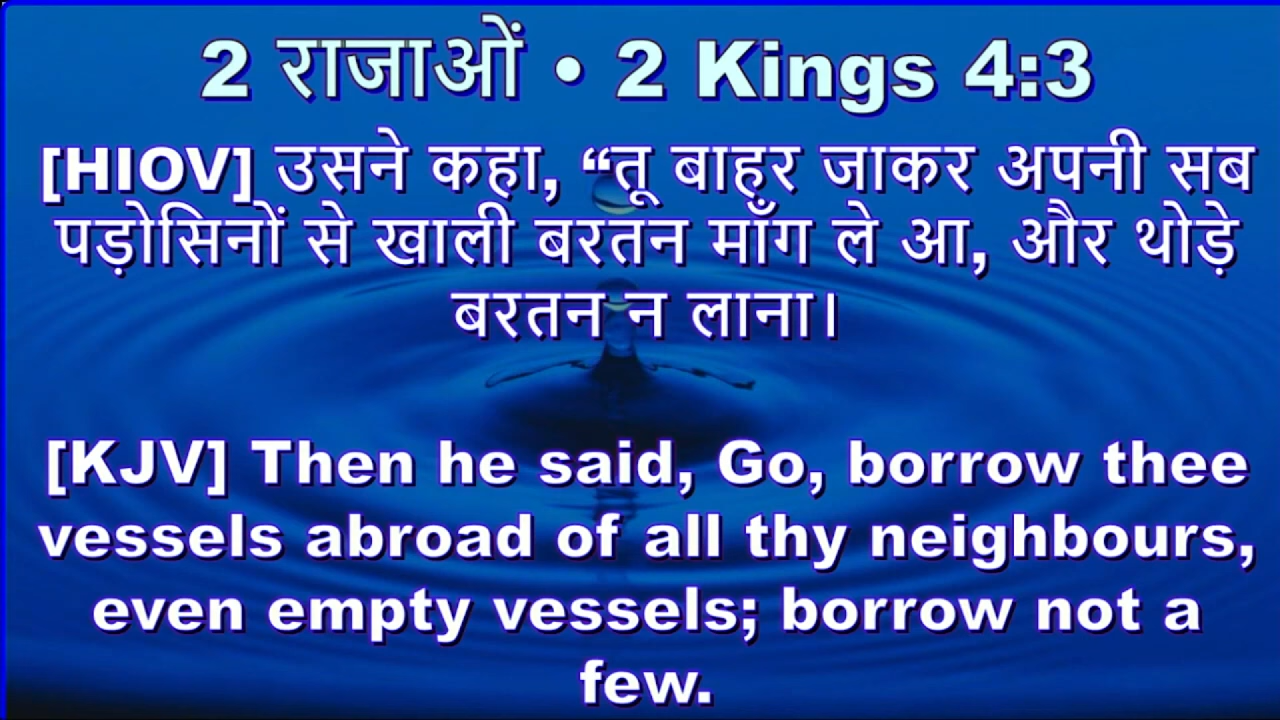 2 राजाओं • 2 Kings 4:3
[HIOV] उसने कहा, “तू बाहर जाकर अपनी सब
पड़ोसिनों से खाली बरतन माँग ले आ, और थोड़े
बरतन न लाना।
[KJV] Then he said, Go, borrow thee
vessels abroad of all thy neighbours,
even empty vessels; borrow not a
few.